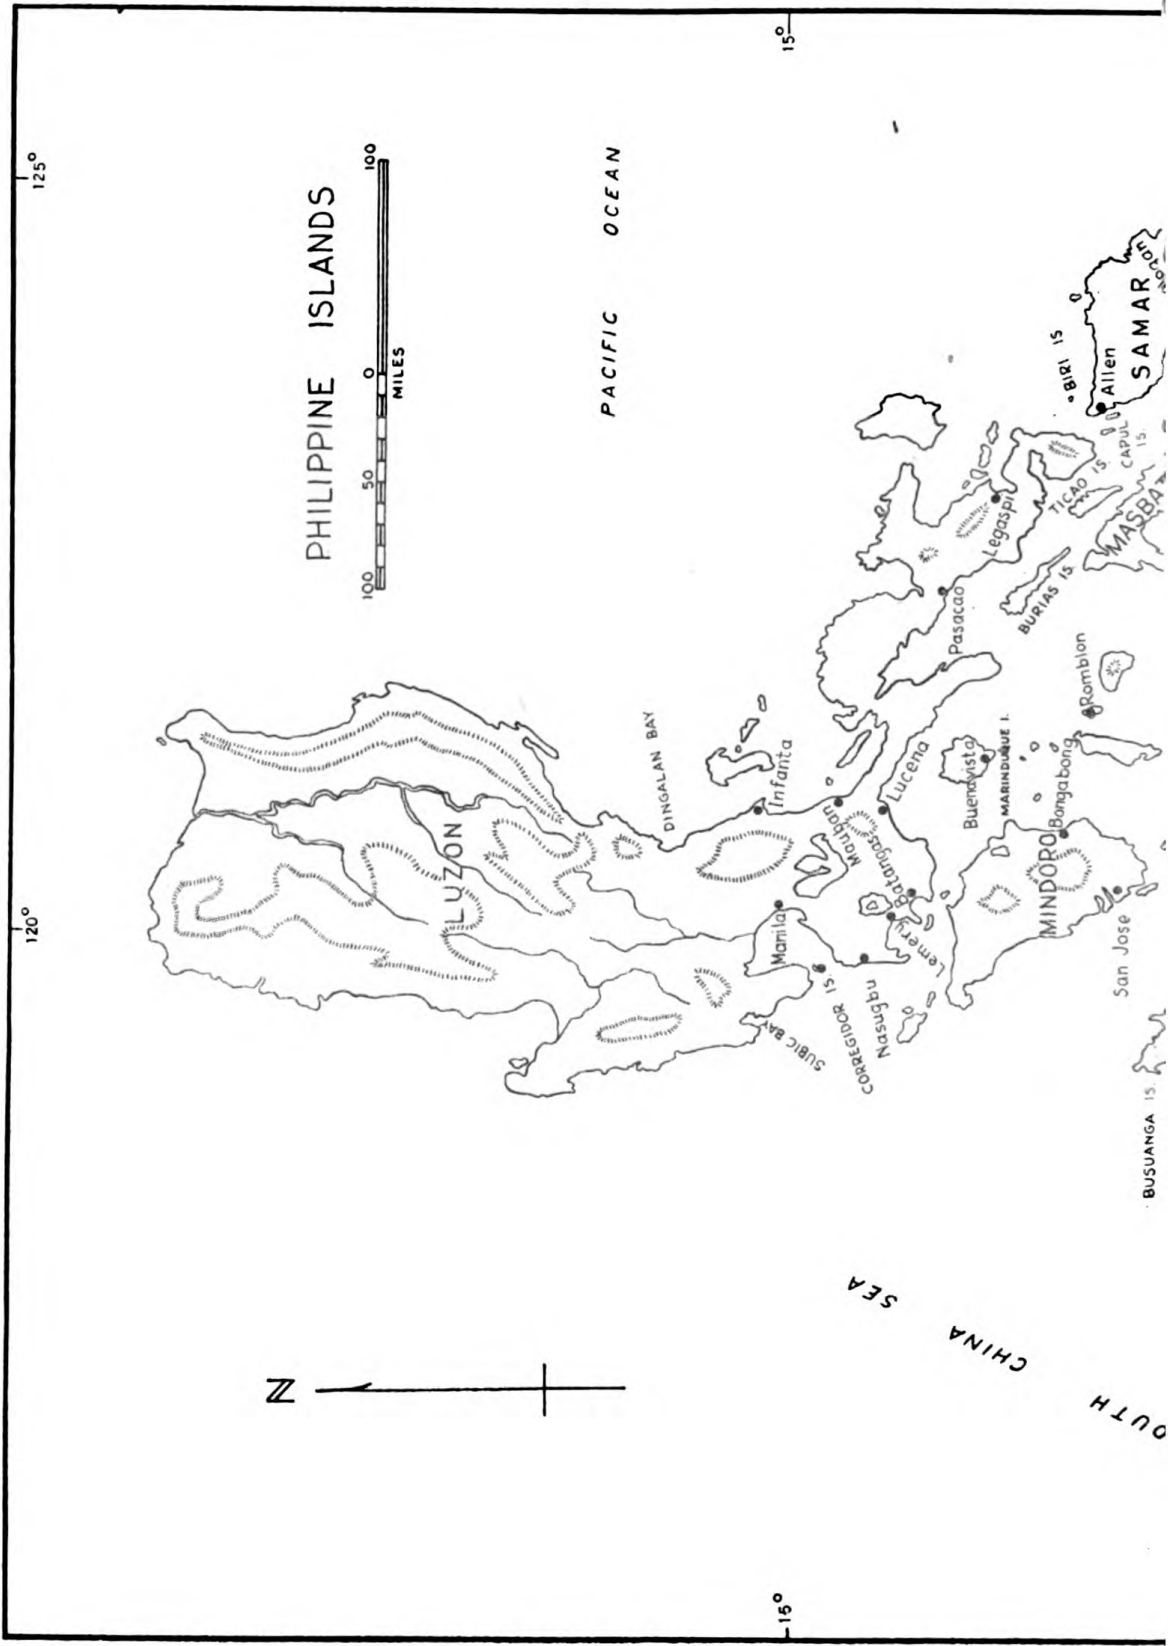 120°
125°
15°
15°
PHILIPPINE ISLANDS
100 50 0 100
MILES
N
PACIFIC OCEAN
LUZON
DINGALAN BAY
Infanta
Manila
SUBIC BAY
CORREGIDOR IS.
Nasugbu
Lemery
Batangas
Mauban
Lucena
Pasacao
Legaspi
Buenavista
MARINDUQUE I.
BURIAS IS.
TICAO IS.
CAPUL IS.
BIRI IS
Allen
SAMAR
MASBA
Romblon
Bongabong
MINDORO
San Jose
BUSUANGA IS.
OUTH CHINA SEA